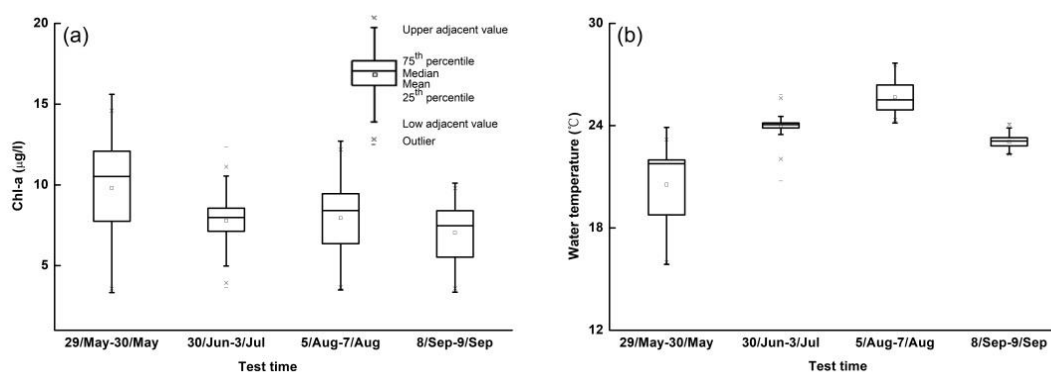 (a)
20
15
10
5
Chl-a (μg/l)
Upper adjacent value
75th percentile
Median
Mean
25th percentile
Low adjacent value
Outlier
29/May-30/May 30/Jun-3/Jul 5/Aug-7/Aug 8/Sep-9/Sep
Test time
(b)
30
24
18
12
Water temperature (℃)
29/May-30/May 30/Jun-3/Jul 5/Aug-7/Aug 8/Sep-9/Sep
Test time